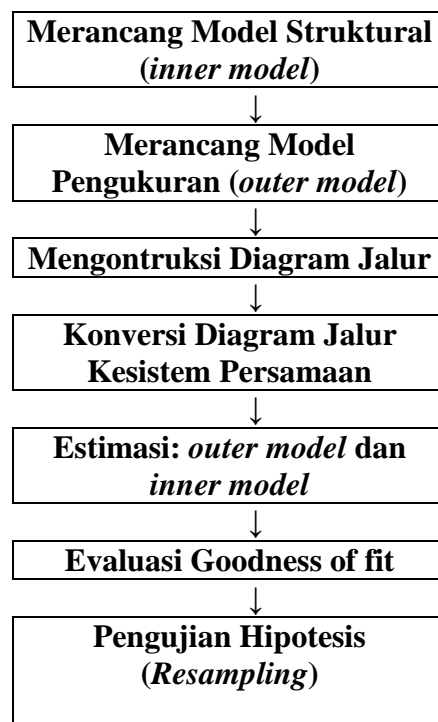 Merancang Model Struktural
(inner model)
↓
Merancang Model
Pengukuran (outer model)
↓
Mengontruksi Diagram Jalur
↓
Konversi Diagram Jalur
Kesistem Persamaan
↓
Estimasi: outer model dan
inner model
↓
Evaluasi Goodness of fit
↓
Pengujian Hipotesis
(Resampling)